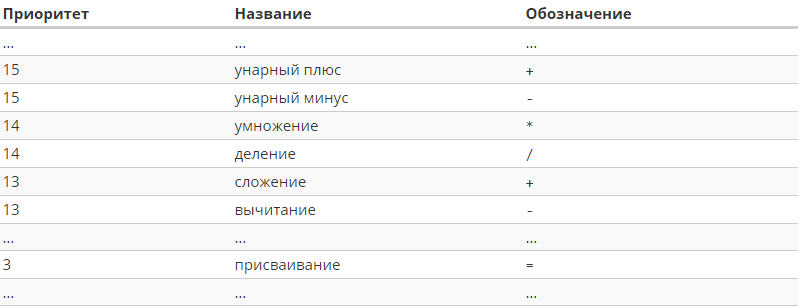 Приоритет Название Обозначение
... ... ...
15 унарный плюс +
15 унарный минус -
14 умножение *
14 деление /
13 сложение +
13 вычитание -
... ... ...
3 присваивание =
... ... ...